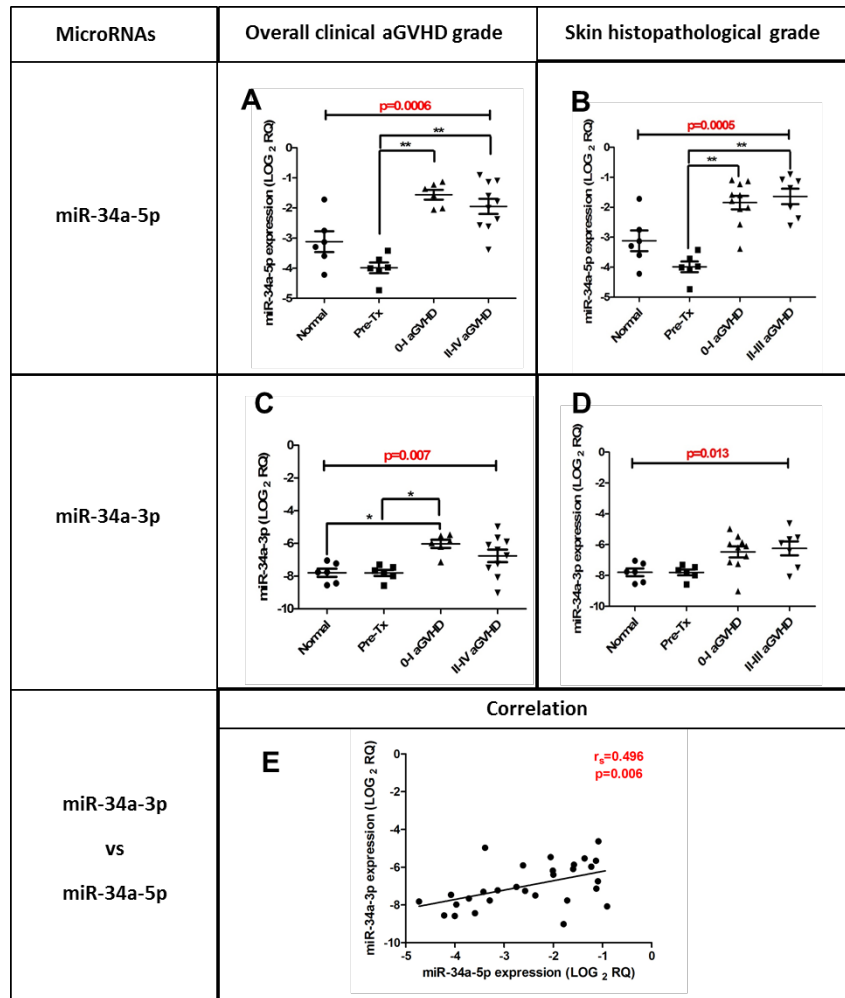 MicroRNAs
Overall clinical aGVHD grade
Skin histopathological grade
miR-34a-5p
A
p=0.0006
**
**
miR-34a-5p expression (LOG 2 RQ)
0
-1
-2
-3
-4
-5
Normal
Pre-Tx
0-I aGVHD
II-IV aGVHD
B
p=0.0005
**
**
miR-34a-5p expression (LOG 2 RQ)
0
-1
-2
-3
-4
-5
Normal
Pre-Tx
0-I aGVHD
II-III aGVHD
miR-34a-3p
C
p=0.007
*
*
miR-34a-3p (LOG 2 RQ)
0
-2
-4
-6
-8
-10
Normal
Pre-Tx
0-I aGVHD
II-IV aGVHD
D
p=0.013
miR-34a-3p expression (LOG 2 RQ)
0
-2
-4
-6
-8
-10
Normal
Pre-Tx
0-I aGVHD
II-III aGVHD
Correlation
miR-34a-3p
vs
miR-34a-5p
E
rs=0.496
p=0.006
miR-34a-3p expression (LOG 2 RQ)
0
-2
-4
-6
-8
-10
-5
-4
-3
-2
-1
0
miR-34a-5p expression (LOG 2 RQ)